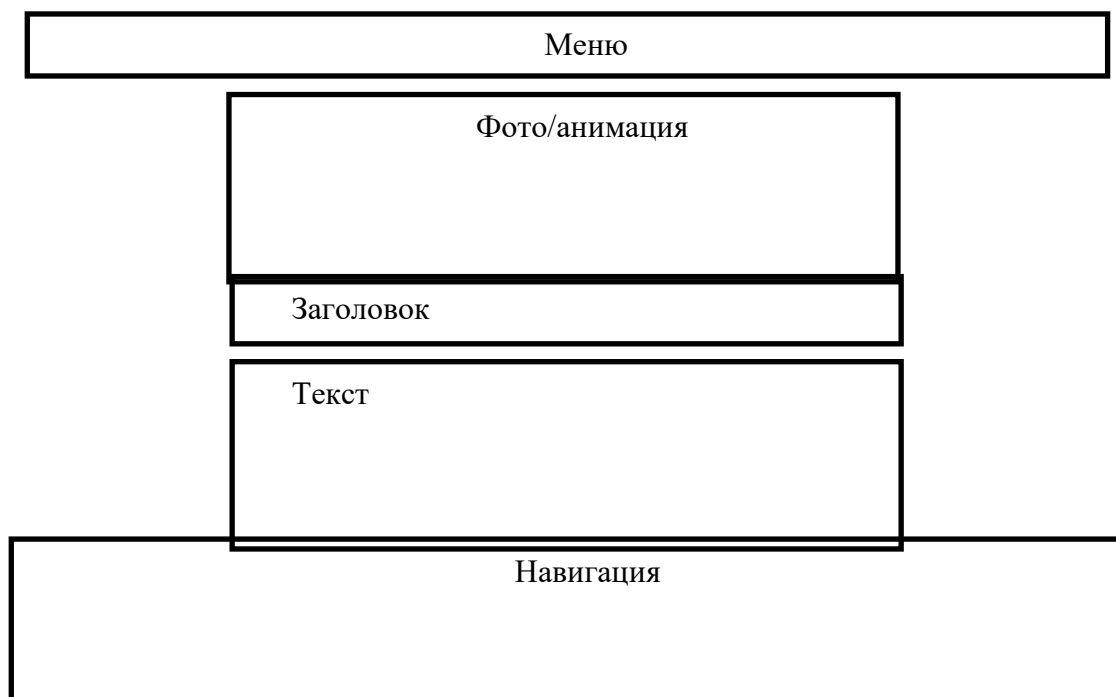 Меню
Фото/анимация
Заголовок
Текст
Навигация